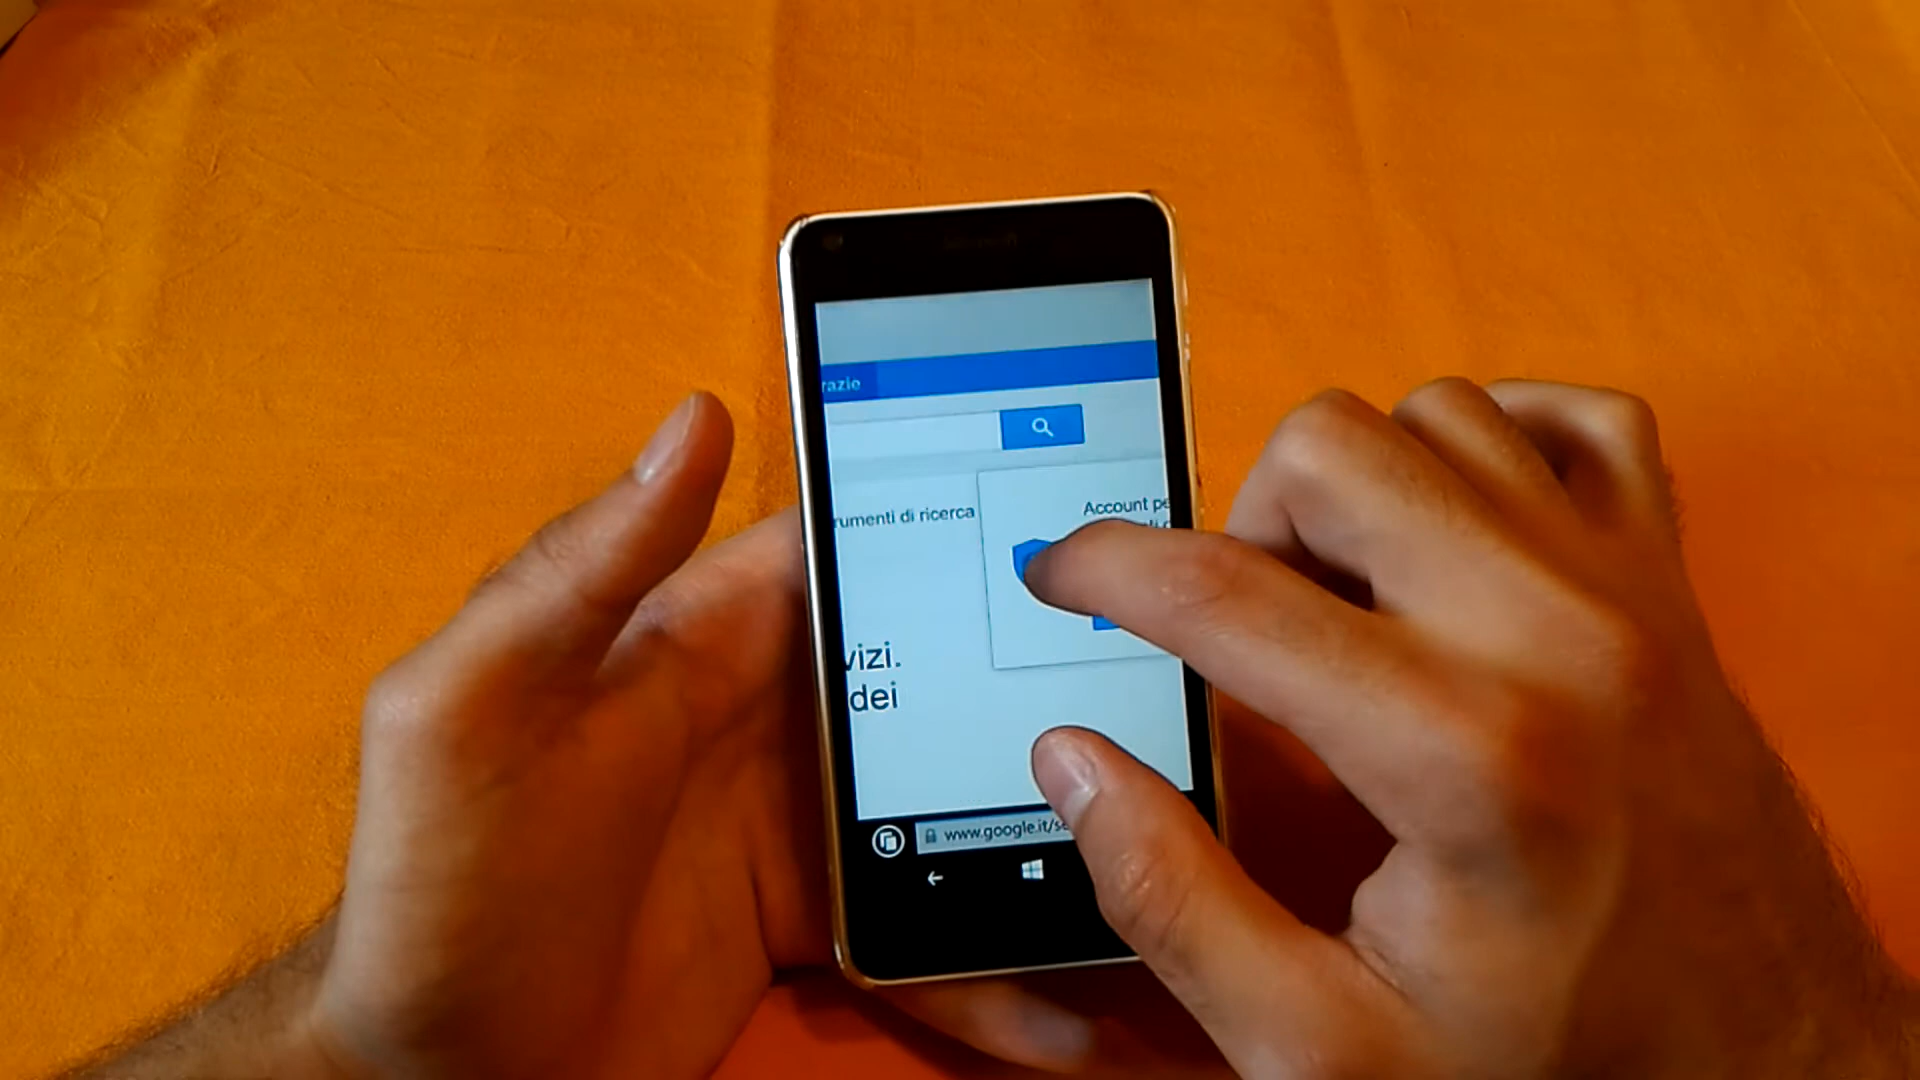 razie
rumenti di ricerca
Account pe
vizi.
dei
www.google.it/se